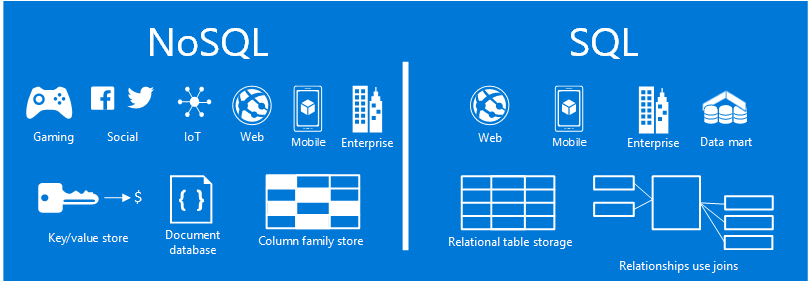 NoSQL
SQL
Gaming
Social
IoT
Web
Mobile
Enterprise
Web
Mobile
Enterprise
Data mart
$
{ }
Key/value store
Document
database
Column family store
Relational table storage
Relationships use joins